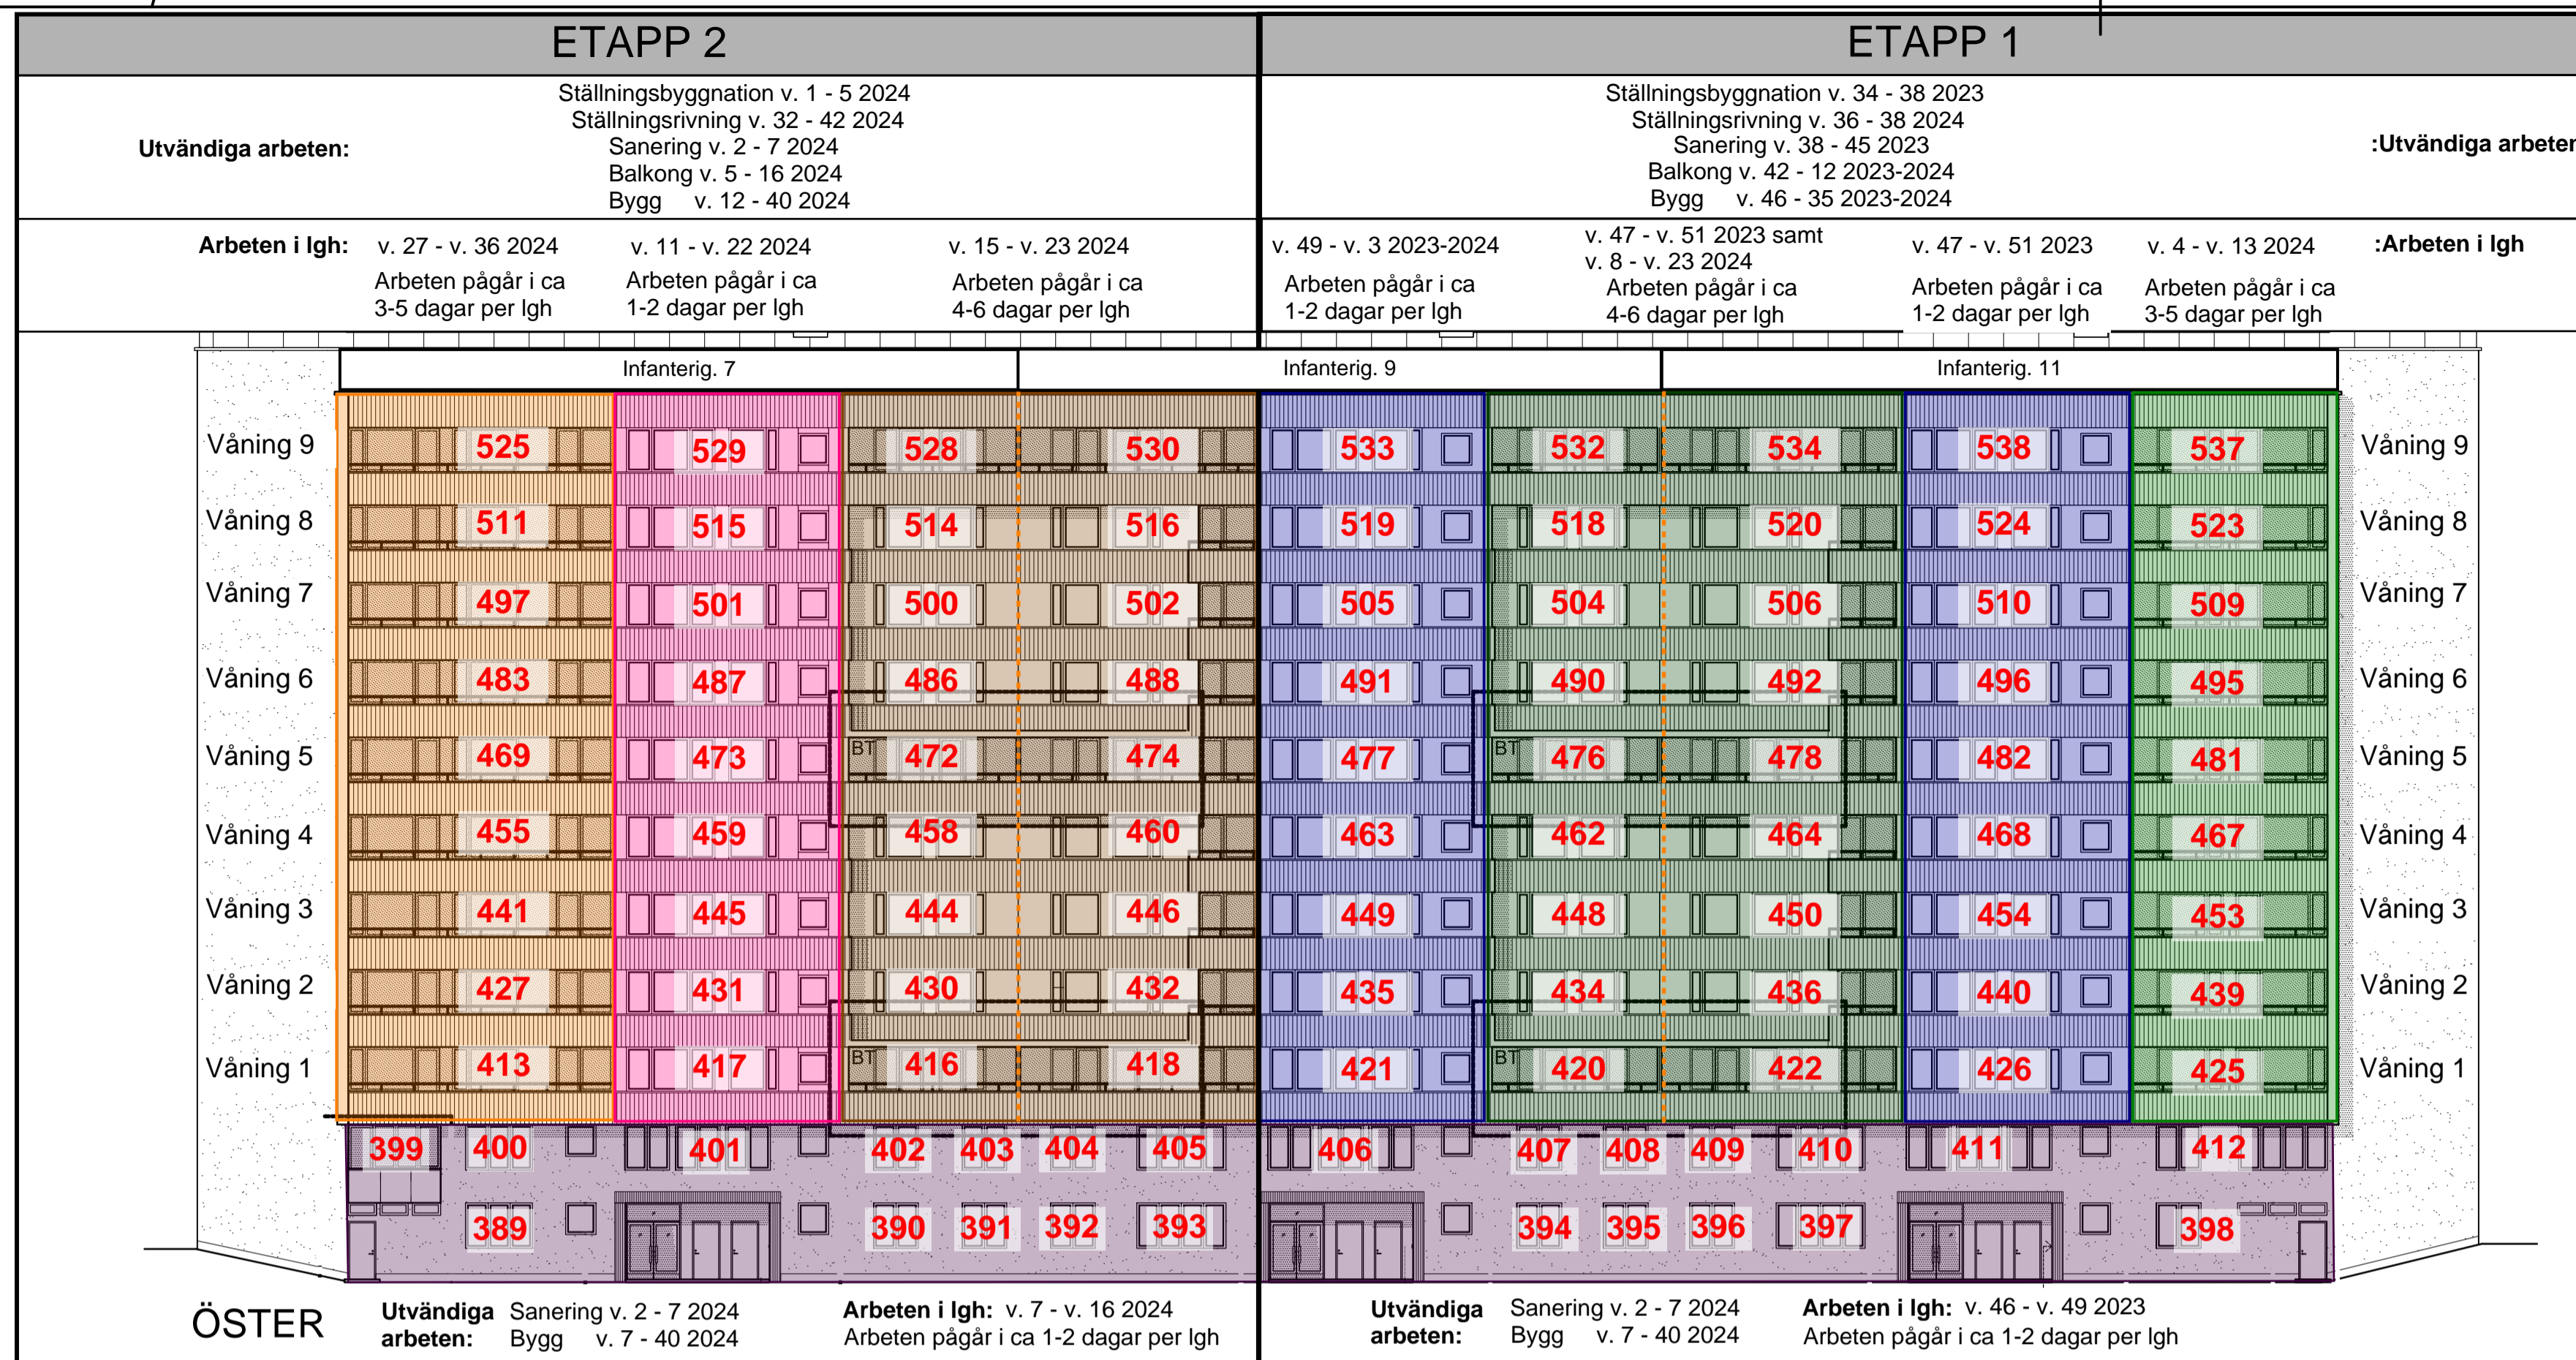 ETAPP 2
ETAPP 1
Utvändiga arbeten:
Ställningsbyggnation v. 1 - 5 2024
Ställningsrivning v. 32 - 42 2024
Sanering v. 2 - 7 2024
Balkong v. 5 - 16 2024
Bygg v. 12 - 40 2024
Ställningsbyggnation v. 34 - 38 2023
Ställningsrivning v. 36 - 38 2024
Sanering v. 38 - 45 2023
Balkong v. 42 - 12 2023-2024
Bygg v. 46 - 35 2023-2024
:Utvändiga arbeten
Arbeten i lgh:
v. 27 - v. 36 2024
Arbeten pågår i ca
3-5 dagar per lgh
v. 11 - v. 22 2024
Arbeten pågår i ca
1-2 dagar per lgh
v. 15 - v. 23 2024
Arbeten pågår i ca
4-6 dagar per lgh
v. 49 - v. 3 2023-2024
Arbeten pågår i ca
1-2 dagar per lgh
v. 47 - v. 51 2023 samt
v. 8 - v. 23 2024
Arbeten pågår i ca
4-6 dagar per lgh
v. 47 - v. 51 2023
Arbeten pågår i ca
1-2 dagar per lgh
v. 4 - v. 13 2024
Arbeten pågår i ca
3-5 dagar per lgh
:Arbeten i lgh
Infanterig. 7 Infanterig. 9 Infanterig. 11
Våning 9 525 529 528 530 533 532 534 538 537 Våning 9
Våning 8 511 515 514 516 519 518 520 524 523 Våning 8
Våning 7 497 501 500 502 505 504 506 510 509 Våning 7
Våning 6 483 487 486 488 491 490 492 496 495 Våning 6
Våning 5 469 473 BT 472 474 477 BT 476 478 482 481 Våning 5
Våning 4 455 459 458 460 463 462 464 468 467 Våning 4
Våning 3 441 445 444 446 449 448 450 454 453 Våning 3
Våning 2 427 431 430 432 435 434 436 440 439 Våning 2
Våning 1 413 417 BT 416 418 421 BT 420 422 426 425 Våning 1
399 400 401 402 403 404 405 406 407 408 409 410 411 412
389 390 391 392 393 394 395 396 397 398
ÖSTER
Utvändiga
arbeten:
Sanering v. 2 - 7 2024
Bygg v. 7 - 40 2024
Arbeten i lgh: v. 7 - v. 16 2024
Arbeten pågår i ca 1-2 dagar per lgh
Utvändiga
arbeten:
Sanering v. 2 - 7 2024
Bygg v. 7 - 40 2024
Arbeten i lgh: v. 46 - v. 49 2023
Arbeten pågår i ca 1-2 dagar per lgh